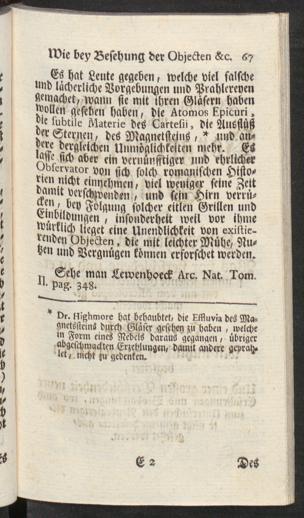 Wie bey Besehung der Objecten &c. 67
Es hat Leute gegeben, welche viel falsche
und lächerliche Vorgebungen und Prahlereyen
gemachet, wann sie mit ihren Gläsern haben
wollen gesehen haben, die Atomos Epicuri,
die subtile Materie des Cartesii, die Ausflüß
der Sternen, des Magnetsteins, * und an-
dere dergleichen Unmöglichkeiten mehr. Es
lasse sich aber ein vernünfftiger und ehrlicher
Observator von sich solch romanischen Histo-
rien nicht einnehmen, viel weniger seine Zeit
damit verschwenden, und sein Hirn verrü-
cken, bey Folgung solcher eitlen Grillen und
Einbildungen, insonderheit weil vor ihme
würklich lieget eine Unendlichkeit von existie-
renden Objecten, die mit leichter Mühe, Nu-
tzen und Vergnügen können erforschet werden.
Sehe man Lewenhoeck Arc. Nat. Tom.
II. pag. 348.
* Dr. Highmore hat behaubtet, die Effluvia des Ma-
gnetsteins durch Gläser gesehen zu haben, welche
in Form eines Nebels darauf gegangen, übriger
abgeschmackten Erzehlungen, damit andere geprah-
let, nicht zu gedenken.
E 2 Des